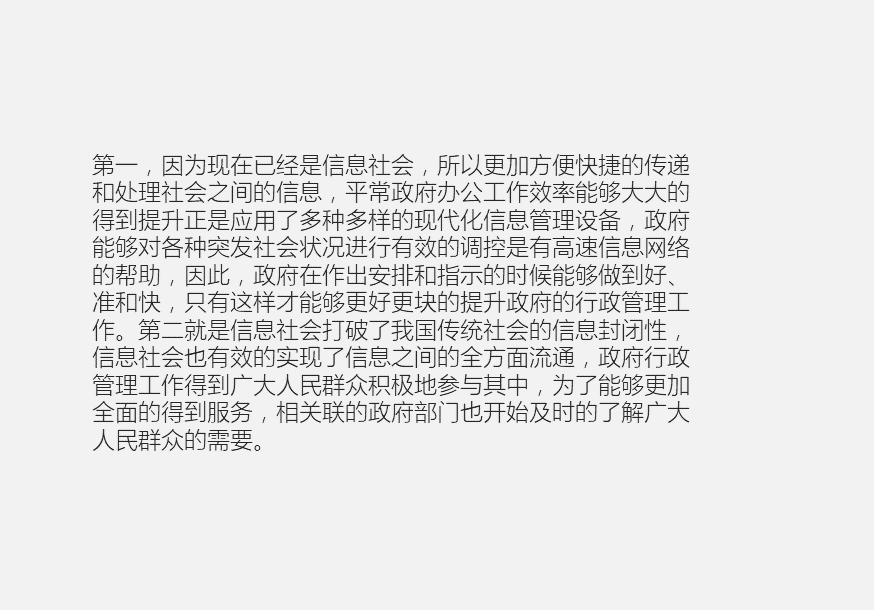 第一，因为现在已经是信息社会，所以更加方便快捷的传递
和处理社会之间的信息，平常政府办公工作效率能够大大的
得到提升正是应用了多种多样的现代化信息管理设备，政府
能够对各种突发社会状况进行有效的调控是有高速信息网络
的帮助，因此，政府在作出安排和指示的时候能够做到好、
准和快，只有这样才能够更好更块的提升政府的行政管理工
作。第二就是信息社会打破了我国传统社会的信息封闭性，
信息社会也有效的实现了信息之间的全方面流通，政府行政
管理工作得到广大人民群众积极地参与其中，为了能够更加
全面的得到服务，相关联的政府部门也开始及时的了解广大
人民群众的需要。